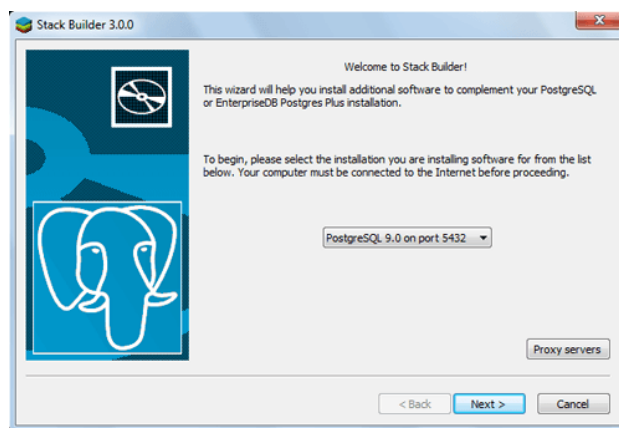 Stack Builder 3.0.0
Welcome to Stack Builder!
This wizard will help you install additional software to complement your PostgreSQL
or EnterpriseDB Postgres Plus installation.
To begin, please select the installation you are installing software for from the list
below. Your computer must be connected to the Internet before proceeding.
PostgreSQL 9.0 on port 5432
Proxy servers
< Back
Next >
Cancel